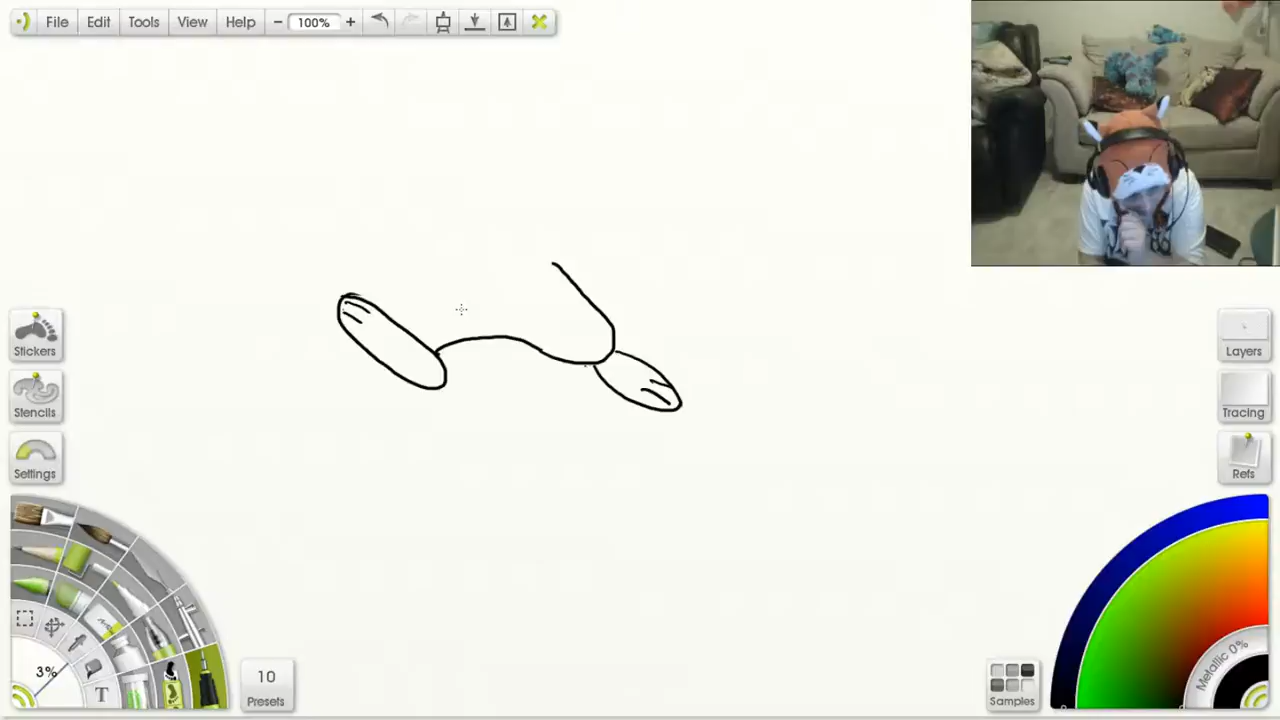 File Edit Tools View Help − 100% +
Stickers
Stencils
Settings
3%
T
10
Presets
Layers
Tracing
Refs
Metallic 0%
Samples